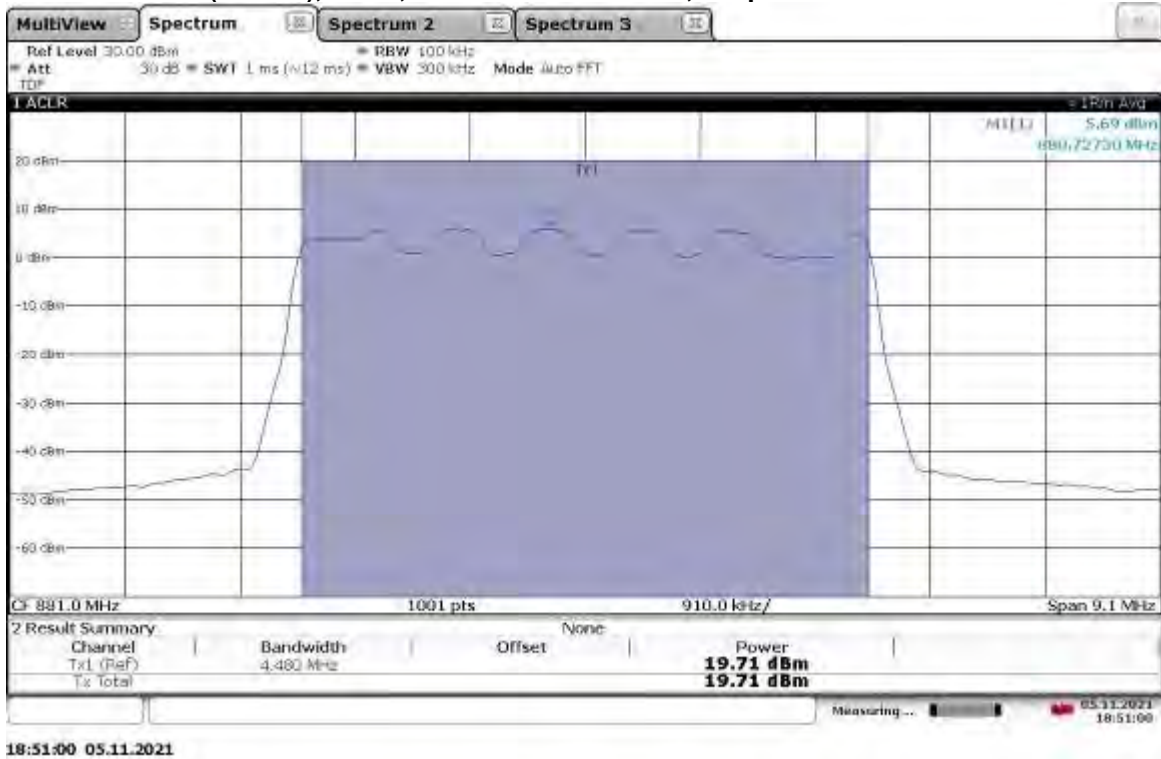 MultiView Spectrum Spectrum 2 Spectrum 3
Ref Level 30.00 dBm RBW 100 kHz
Att 30 dB SWT 1 ms (~12 ms) VBW 300 kHz Mode Auto FFT
TDF
1 ACLR 1Rm Avg
M1[1] 5.69 dBm
880.72730 MHz
Tx1
20 dBm
10 dBm
0 dBm
-10 dBm
-20 dBm
-30 dBm
-40 dBm
-50 dBm
-60 dBm
CF 881.0 MHz 1001 pts 910.0 kHz/ Span 9.1 MHz
2 Result Summary None
Channel Bandwidth Offset Power
Tx1 (Ref) 4.480 MHz 19.71 dBm
Tx Total 19.71 dBm
Measuring... 05.11.2021
18:51:00
18:51:00 05.11.2021